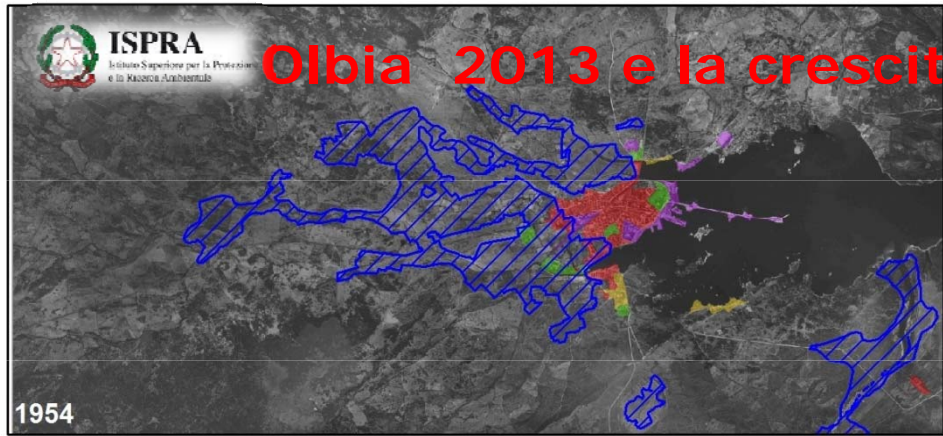 ISPRA
Istituto Superiore per la Protezione
e la Ricerca Ambientale
Olbia 2013 e la crescit
1954